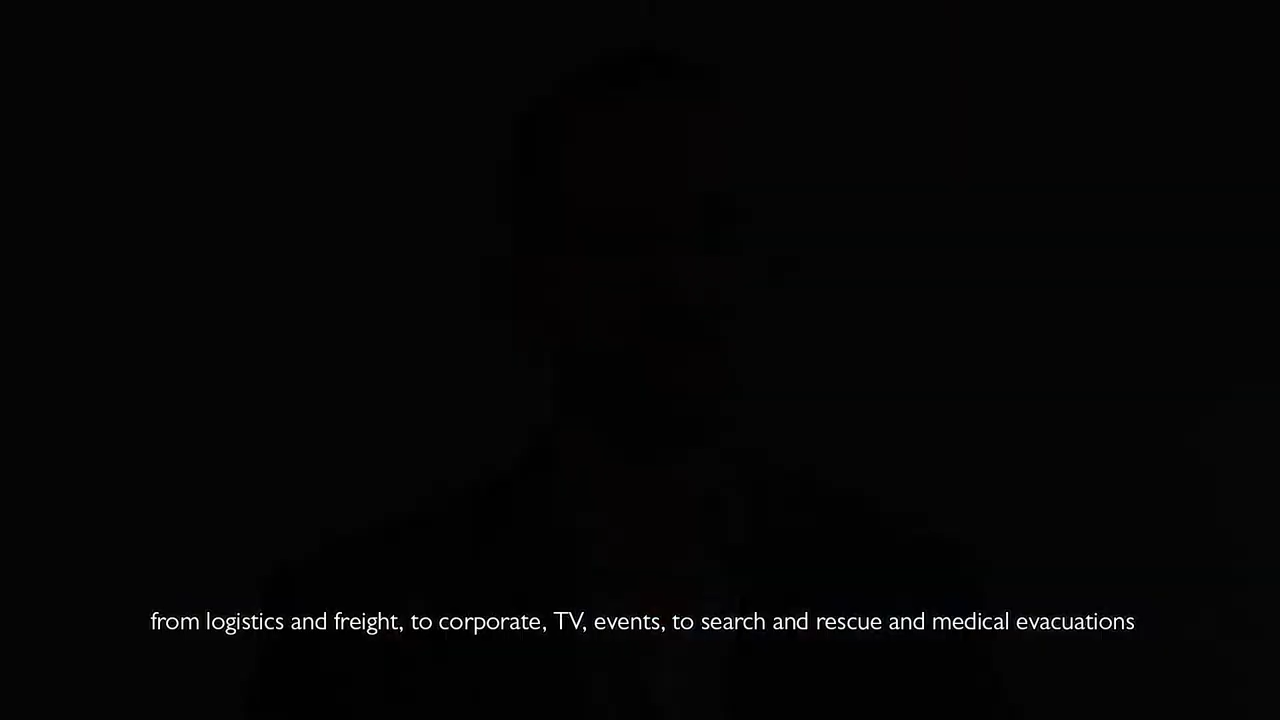 from logistics and freight, to corporate, TV, events, to search and rescue and medical evacuations